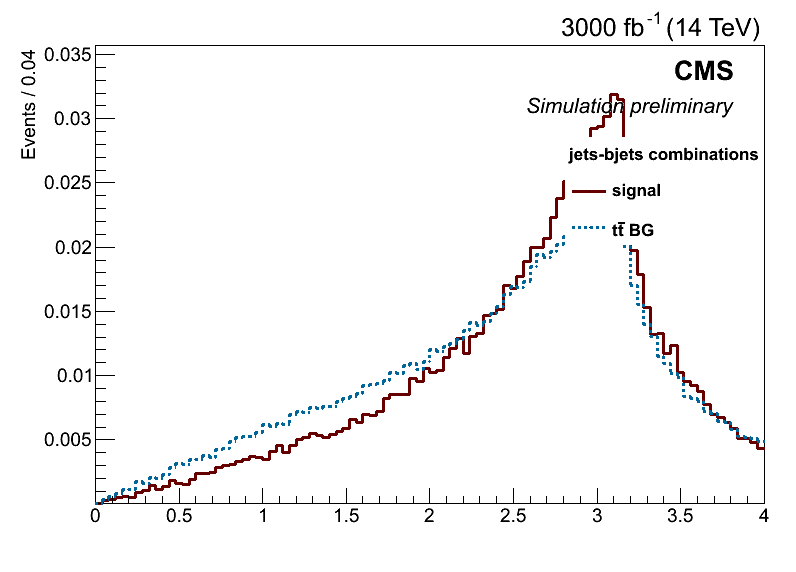 3000 fb⁻¹ (14 TeV)
Events / 0.04
CMS
Simulation preliminary
jets-bjets combinations
signal
tt̄ BG
0.035
0.03
0.025
0.02
0.015
0.01
0.005
0 0.5 1 1.5 2 2.5 3 3.5 4